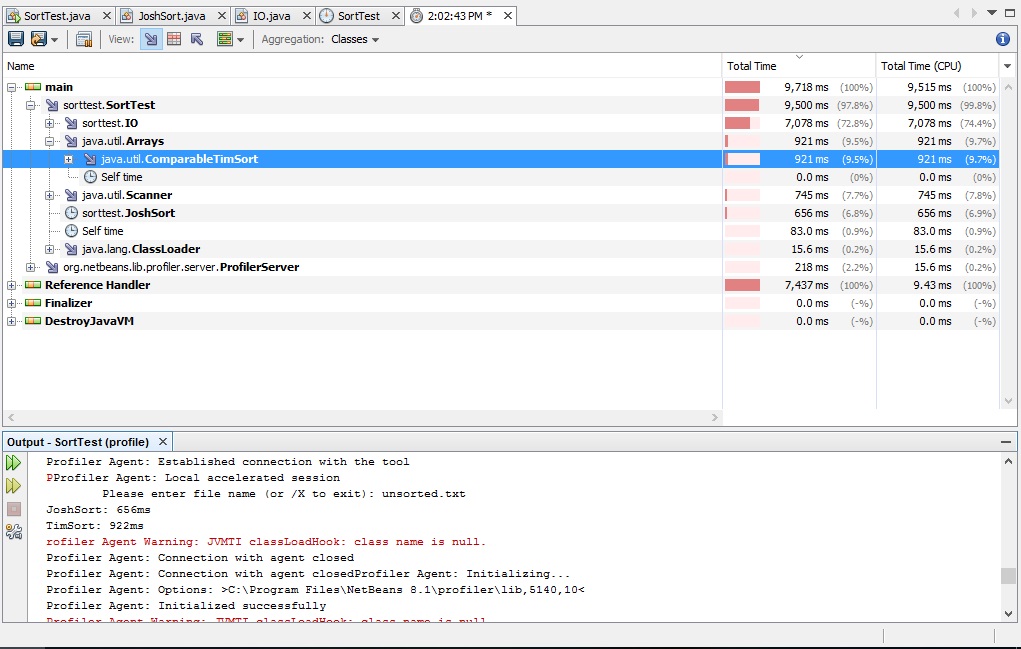 SortTest.java JoshSort.java IO.java SortTest 2:02:43 PM *
View: Aggregation: Classes
Name Total Time Total Time (CPU)
main 9,718 ms (100%) 9,515 ms (100%)
sorttest.SortTest 9,500 ms (97.8%) 9,500 ms (99.8%)
sorttest.IO 7,078 ms (72.8%) 7,078 ms (74.4%)
java.util.Arrays 921 ms (9.5%) 921 ms (9.7%)
java.util.ComparableTimSort 921 ms (9.5%) 921 ms (9.7%)
Self time 0.0 ms (0%) 0.0 ms (0%)
java.util.Scanner 745 ms (7.7%) 745 ms (7.8%)
sorttest.JoshSort 656 ms (6.8%) 656 ms (6.9%)
Self time 83.0 ms (0.9%) 83.0 ms (0.9%)
java.lang.ClassLoader 15.6 ms (0.2%) 15.6 ms (0.2%)
org.netbeans.lib.profiler.server.ProfilerServer 218 ms (2.2%) 15.6 ms (0.2%)
Reference Handler 7,437 ms (100%) 9.43 ms (100%)
Finalizer 0.0 ms (-%) 0.0 ms (-%)
DestroyJavaVM 0.0 ms (-%) 0.0 ms (-%)
Output - SortTest (profile)
Profiler Agent: Established connection with the tool
PProfiler Agent: Local accelerated session
Please enter file name (or /X to exit): unsorted.txt
JoshSort: 656ms
TimSort: 922ms
rofiler Agent Warning: JVMTI classLoadHook: class name is null.
Profiler Agent: Connection with agent closed
Profiler Agent: Connection with agent closedProfiler Agent: Initializing...
Profiler Agent: Options: >C:\Program Files\NetBeans 8.1\profiler\lib,5140,10<
Profiler Agent: Initialized successfully
Profiler Agent Warning: JVMTI classLoadHook: class name is null.